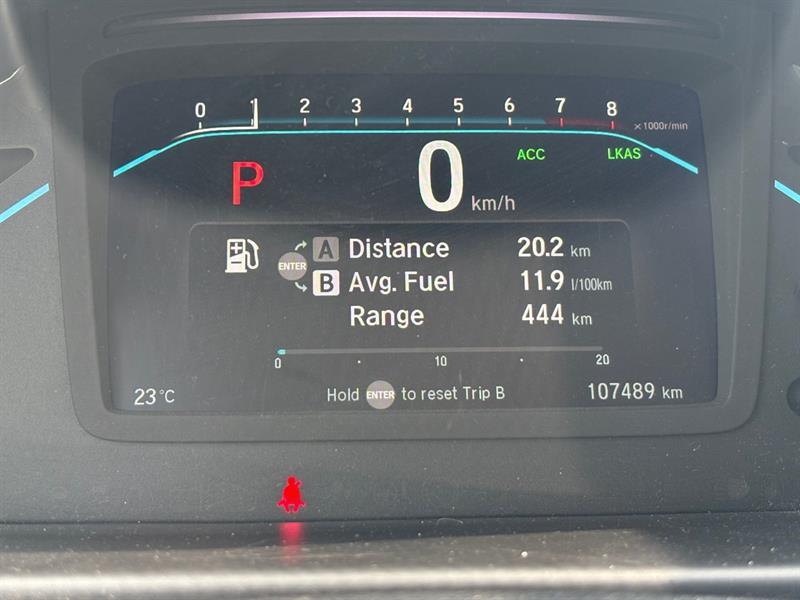 0 1 2 3 4 5 6 7 8
×1000r/min
P 0 km/h ACC LKAS
A Distance 20.2 km
ENTER
B Avg. Fuel 11.9 l/100km
Range 444 km
0 10 20
23°C Hold ENTER to reset Trip B 107489 km